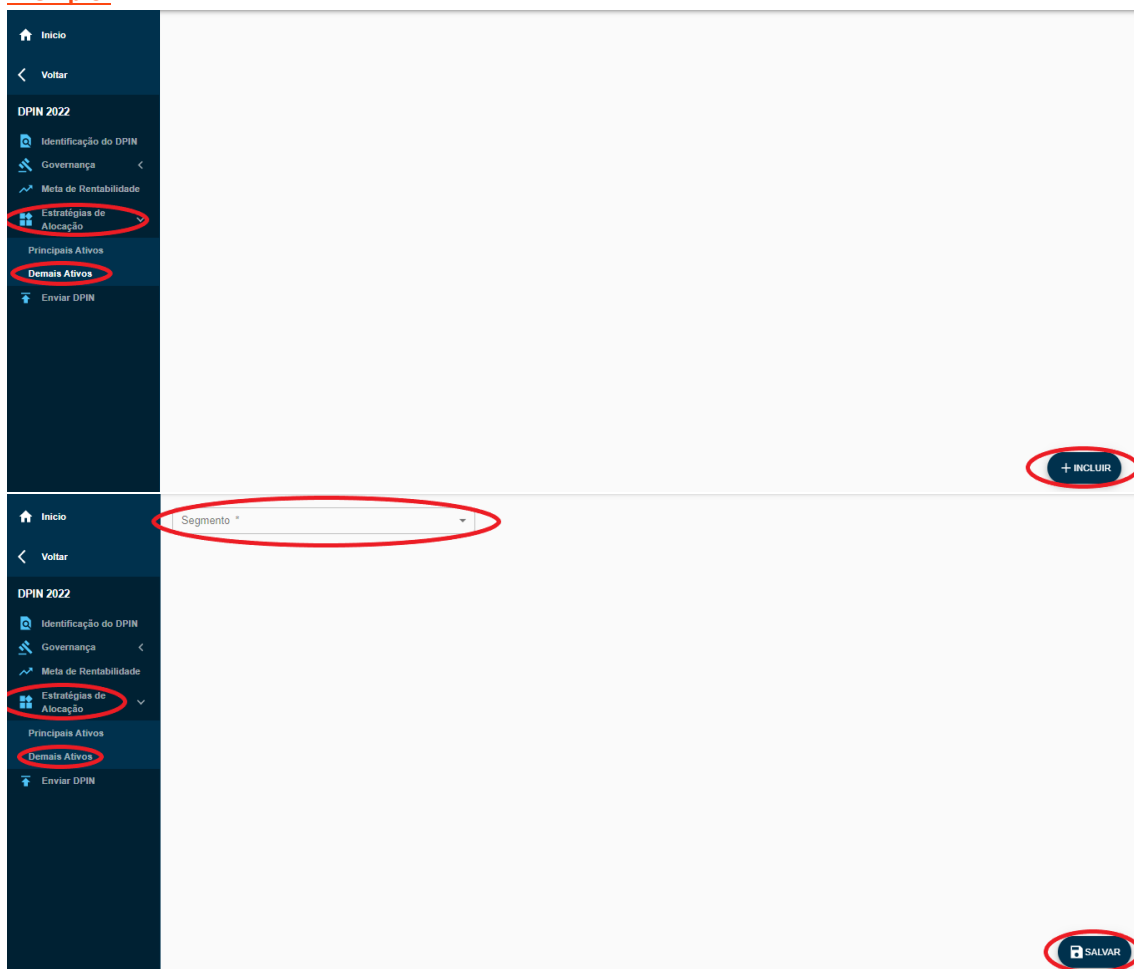 Inicio
Voltar
DPIN 2022
Identificação do DPIN
Governança
Meta de Rentabilidade
Estratégias de
Alocação
Principais Ativos
Demais Ativos
Enviar DPIN
+ INCLUIR
Inicio
Segmento *
Voltar
DPIN 2022
Identificação do DPIN
Governança
Meta de Rentabilidade
Estratégias de
Alocação
Principais Ativos
Demais Ativos
Enviar DPIN
SALVAR